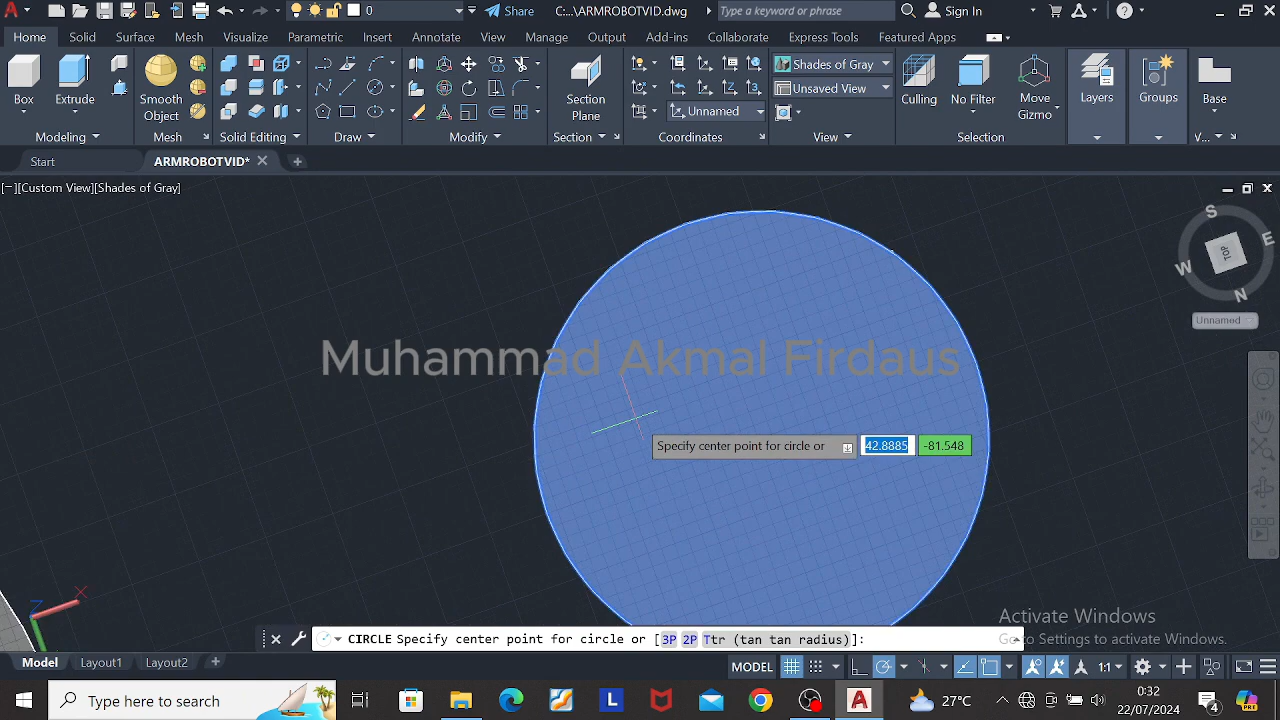 Share
C:\...\ARMROBOTVID.dwg
Type a keyword or phrase
Sign In
0
Home Solid Surface Mesh Visualize Parametric Insert Annotate View Manage Output Add-ins Collaborate Express Tools Featured Apps
Box Extrude Smooth Object Section Plane Shades of Gray Unsaved View Unnamed Culling No Filter Move Gizmo Layers Groups Base
Modeling Mesh Solid Editing Draw Modify Section Coordinates View Selection V...
Start ARMROBOTVID*
[−][Custom View][Shades of Gray]
S
E
W
TOP
N
Unnamed
Muhammad Akmal Firdaus
Specify center point for circle or 42.8885 -81.548
Z X
Activate Windows
Go to Settings to activate Windows.
CIRCLE Specify center point for circle or [3P 2P Ttr (tan tan radius)]:
Model Layout1 Layout2 MODEL 1:1
Type here to search
27°C
0:32
22/07/2024
4